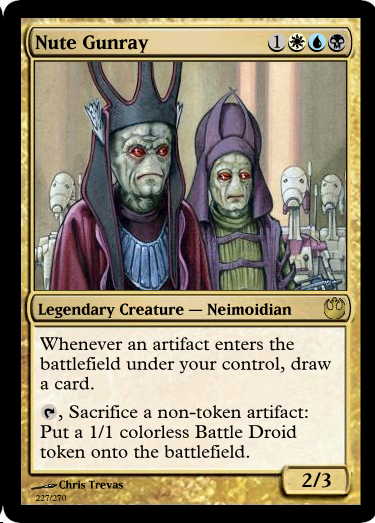 Nute Gunray 1
Legendary Creature — Neimoidian
Whenever an artifact enters the
battlefield under your control, draw
a card.
, Sacrifice a non-token artifact:
Put a 1/1 colorless Battle Droid
token onto the battlefield.
2/3
Chris Trevas
227/270